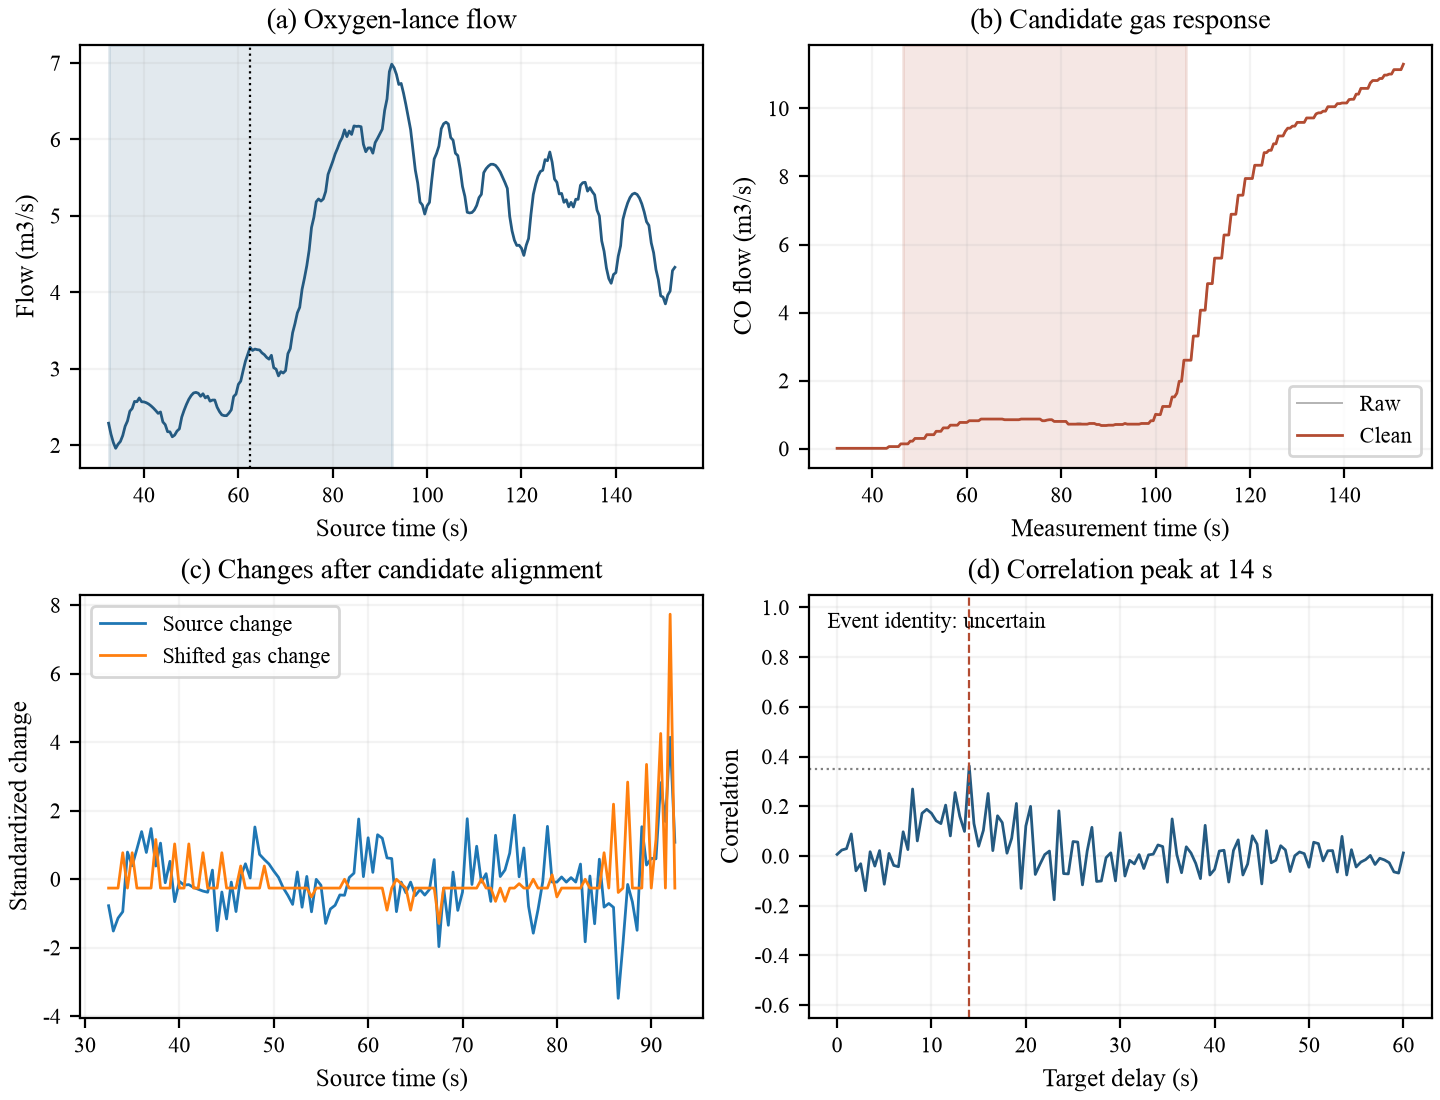 (a) Oxygen-lance flow
Flow (m3/s)
7
6
5
4
3
2
40 60 80 100 120 140
Source time (s)
(b) Candidate gas response
CO flow (m3/s)
10
8
6
4
2
0
Raw
Clean
40 60 80 100 120 140
Measurement time (s)
(c) Changes after candidate alignment
Standardized change
8
6
4
2
0
-2
-4
Source change
Shifted gas change
30 40 50 60 70 80 90
Source time (s)
(d) Correlation peak at 14 s
Correlation
1.0
0.8
0.6
0.4
0.2
0.0
-0.2
-0.4
-0.6
Event identity: uncertain
0 10 20 30 40 50 60
Target delay (s)